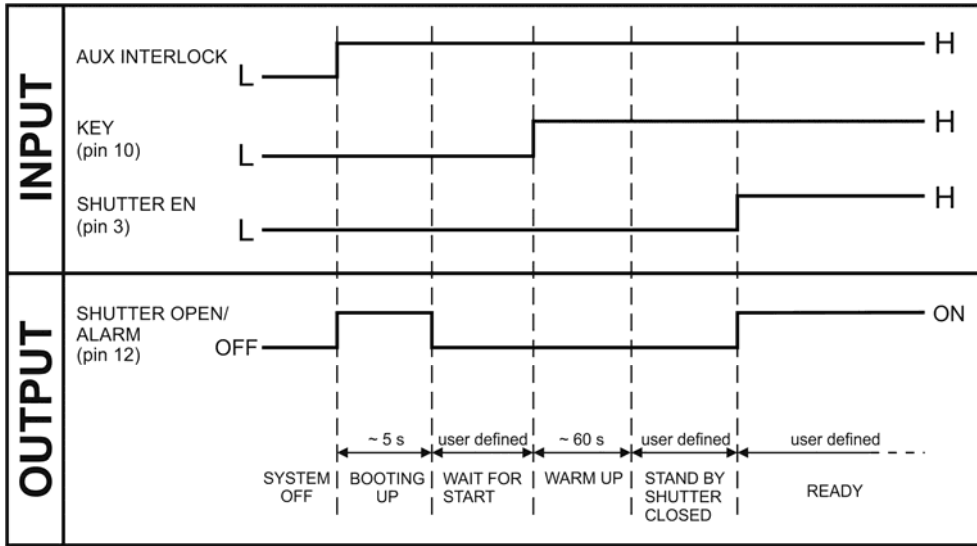 INPUT
AUX INTERLOCK
L
H
KEY
(pin 10)
L
H
SHUTTER EN
(pin 3)
L
H
OUTPUT
SHUTTER OPEN/
ALARM
(pin 12)
OFF
ON
~ 5 s
user defined
~ 60 s
user defined
user defined
SYSTEM
OFF
BOOTING
UP
WAIT FOR
START
WARM UP
STAND BY
SHUTTER
CLOSED
READY